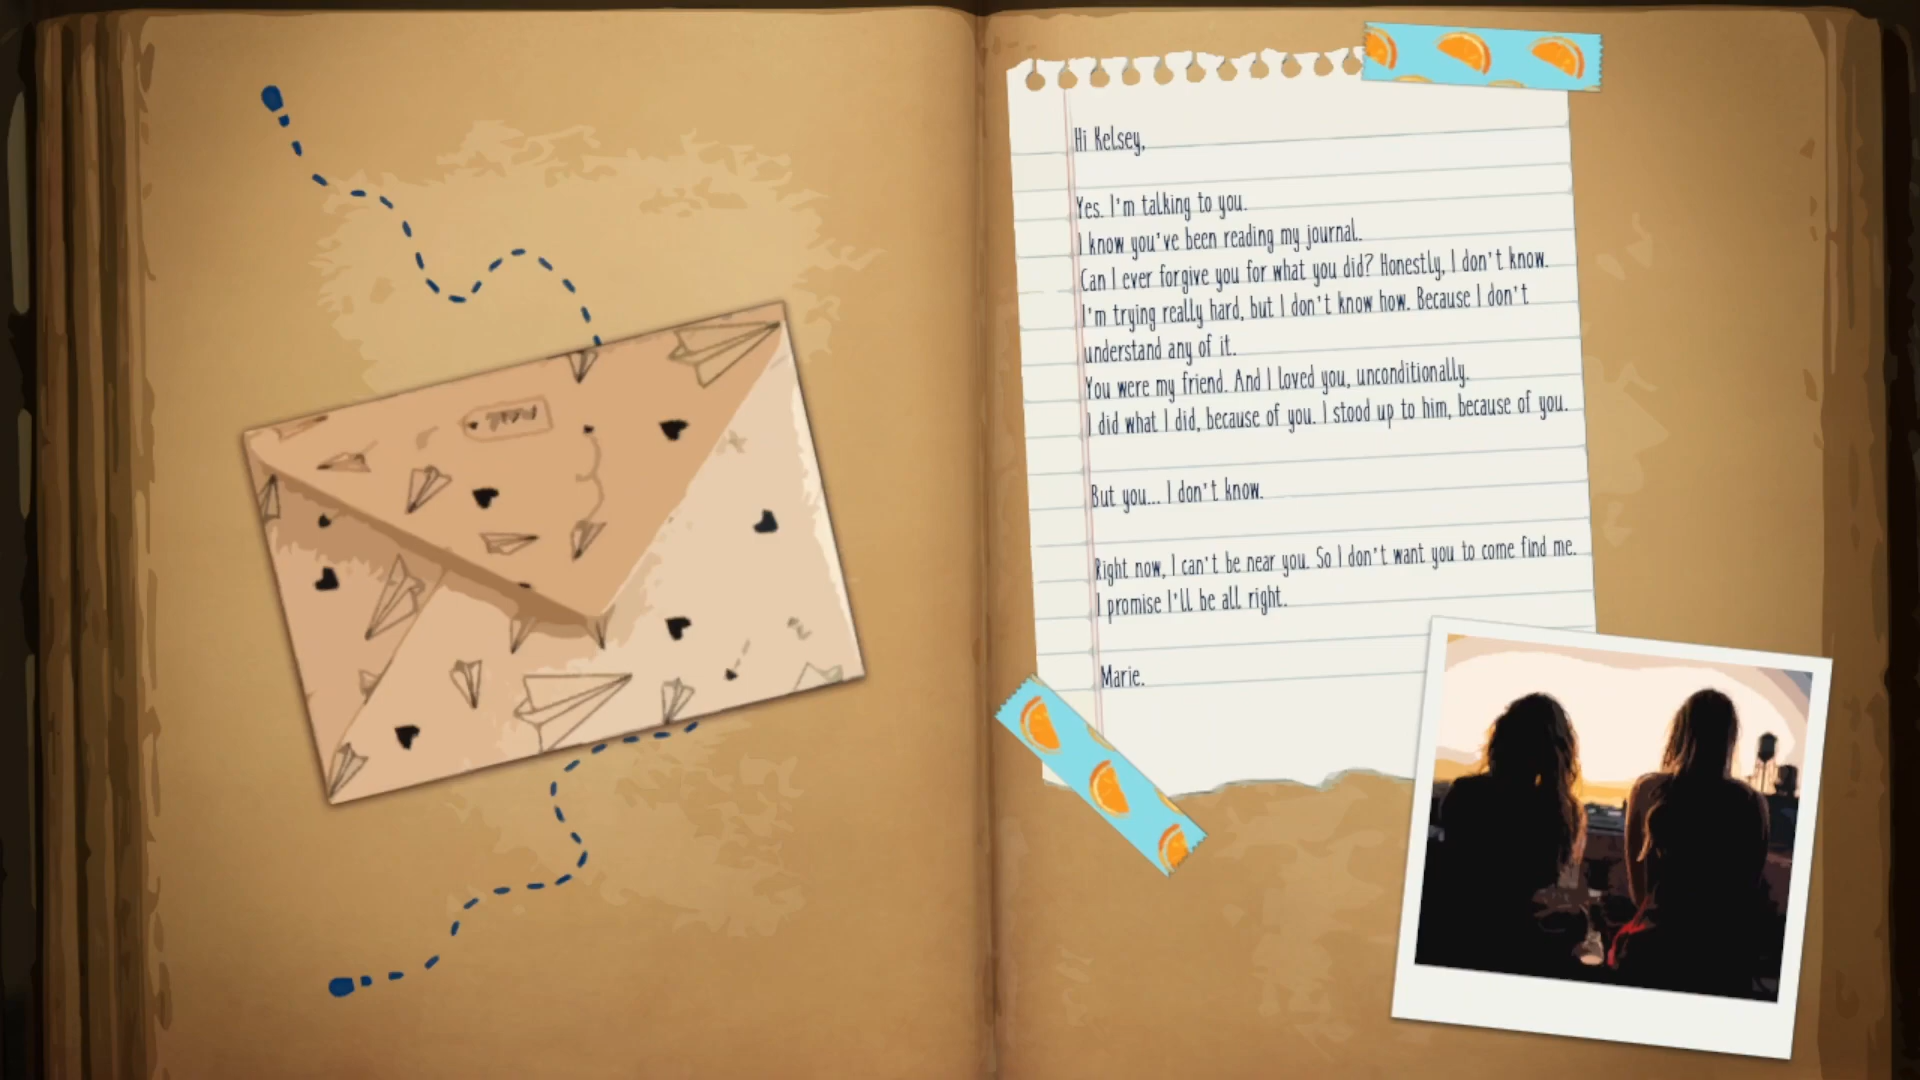 Hi Kelsey,
Yes. I'm talking to you.
I know you've been reading my journal.
Can I ever forgive you for what you did? Honestly, I don't know.
I'm trying really hard, but I don't know how. Because I don't
understand any of it.
You were my friend. And I loved you, unconditionally.
I did what I did, because of you. I stood up to him, because of you.
But you... I don't know.
Right now, I can't be near you. So I don't want you to come find me.
I promise I'll be all right.
Marie.